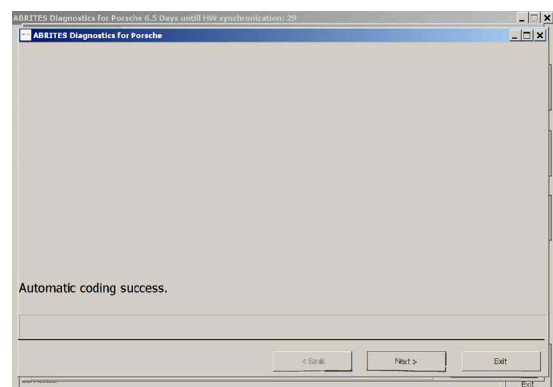 ABRITES Diagnostics for Porsche 6.5 Days untill HW synchronization: 29
ABRITES Diagnostics for Porsche
Automatic coding success.
< Back Next > Exit
Exit